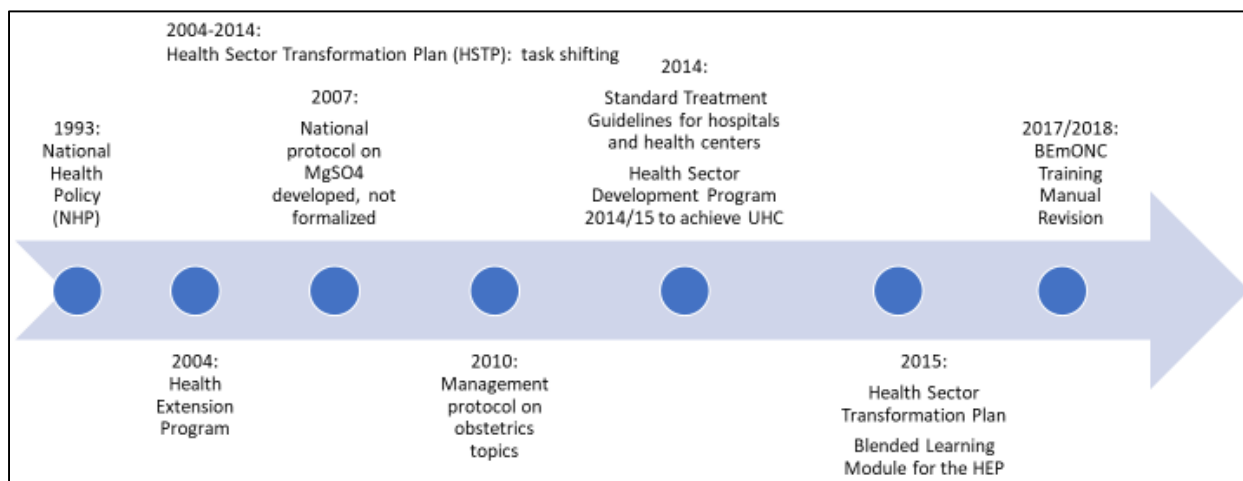 2004-2014:
Health Sector Transformation Plan (HSTP): task shifting
1993:
National
Health
Policy
(NHP)
2007:
National
protocol on
MgSO4
developed, not
formalized
2014:
Standard Treatment
Guidelines for hospitals
and health centers
Health Sector
Development Program
2014/15 to achieve UHC
2017/2018:
BEmONC
Training
Manual
Revision
2004:
Health
Extension
Program
2010:
Management
protocol on
obstetrics
topics
2015:
Health Sector
Transformation Plan
Blended Learning
Module for the HEP